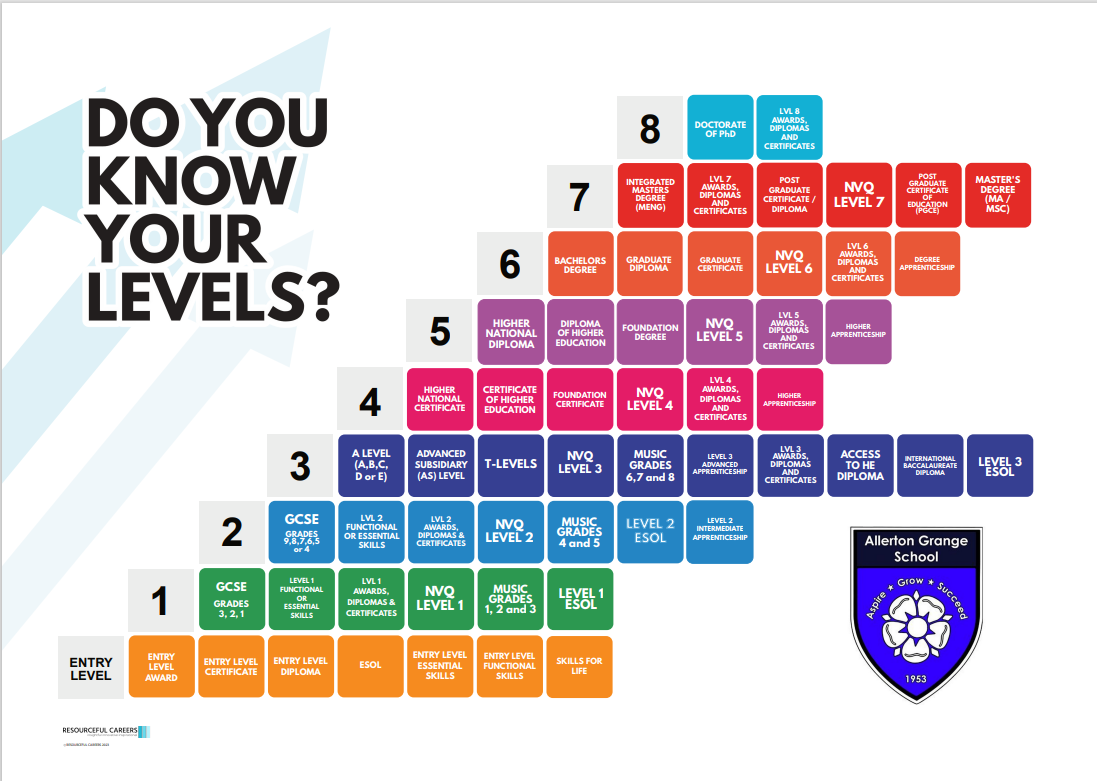 DO YOU
KNOW
YOUR
LEVELS?
8
DOCTORATE
OF PhD
LVL 8
AWARDS,
DIPLOMAS
AND
CERTIFICATES
7
INTEGRATED
MASTERS
DEGREE
(MENG)
LVL 7
AWARDS,
DIPLOMAS
AND
CERTIFICATES
POST
GRADUATE
CERTIFICATE /
DIPLOMA
NVQ
LEVEL 7
POST
GRADUATE
CERTIFICATE
OF
EDUCATION
(PGCE)
MASTER'S
DEGREE
(MA /
MSC)
6
BACHELORS
DEGREE
GRADUATE
DIPLOMA
GRADUATE
CERTIFICATE
NVQ
LEVEL 6
LVL 6
AWARDS,
DIPLOMAS
AND
CERTIFICATES
DEGREE
APPRENTICESHIP
5
HIGHER
NATIONAL
DIPLOMA
DIPLOMA
OF HIGHER
EDUCATION
FOUNDATION
DEGREE
NVQ
LEVEL 5
LVL 5
AWARDS,
DIPLOMAS
AND
CERTIFICATES
HIGHER
APPRENTICESHIP
4
HIGHER
NATIONAL
CERTIFICATE
CERTIFICATE
OF HIGHER
EDUCATION
FOUNDATION
CERTIFICATE
NVQ
LEVEL 4
LVL 4
AWARDS,
DIPLOMAS
AND
CERTIFICATES
HIGHER
APPRENTICESHIP
3
A LEVEL
(A,B,C,
D or E)
ADVANCED
SUBSIDIARY
(AS) LEVEL
T-LEVELS
NVQ
LEVEL 3
MUSIC
GRADES
6,7 and 8
LEVEL 3
ADVANCED
APPRENTICESHIP
LVL 3
AWARDS,
DIPLOMAS
AND
CERTIFICATES
ACCESS
TO HE
DIPLOMA
INTERNATIONAL
BACCALAUREATE
DIPLOMA
LEVEL 3
ESOL
2
GCSE
GRADES
9,8,7,6,5
or 4
LVL 2
FUNCTIONAL
OR ESSENTIAL
SKILLS
LVL 2
AWARDS,
DIPLOMAS &
CERTIFICATES
NVQ
LEVEL 2
MUSIC
GRADES
4 and 5
LEVEL 2
ESOL
LEVEL 2
INTERMEDIATE
APPRENTICESHIP
1
GCSE
GRADES
3, 2, 1
LEVEL 1
FUNCTIONAL
OR
ESSENTIAL
SKILLS
LVL 1
AWARDS,
DIPLOMAS &
CERTIFICATES
NVQ
LEVEL 1
MUSIC
GRADES
1, 2 and 3
LEVEL 1
ESOL
ENTRY
LEVEL
ENTRY
LEVEL
AWARD
ENTRY LEVEL
CERTIFICATE
ENTRY LEVEL
DIPLOMA
ESOL
ENTRY LEVEL
ESSENTIAL
SKILLS
ENTRY LEVEL
FUNCTIONAL
SKILLS
SKILLS FOR
LIFE
Allerton Grange
School
Aspire ★ Grow ★ Succeed
1953
RESOURCEFUL CAREERS
©RESOURCEFUL CAREERS 2023